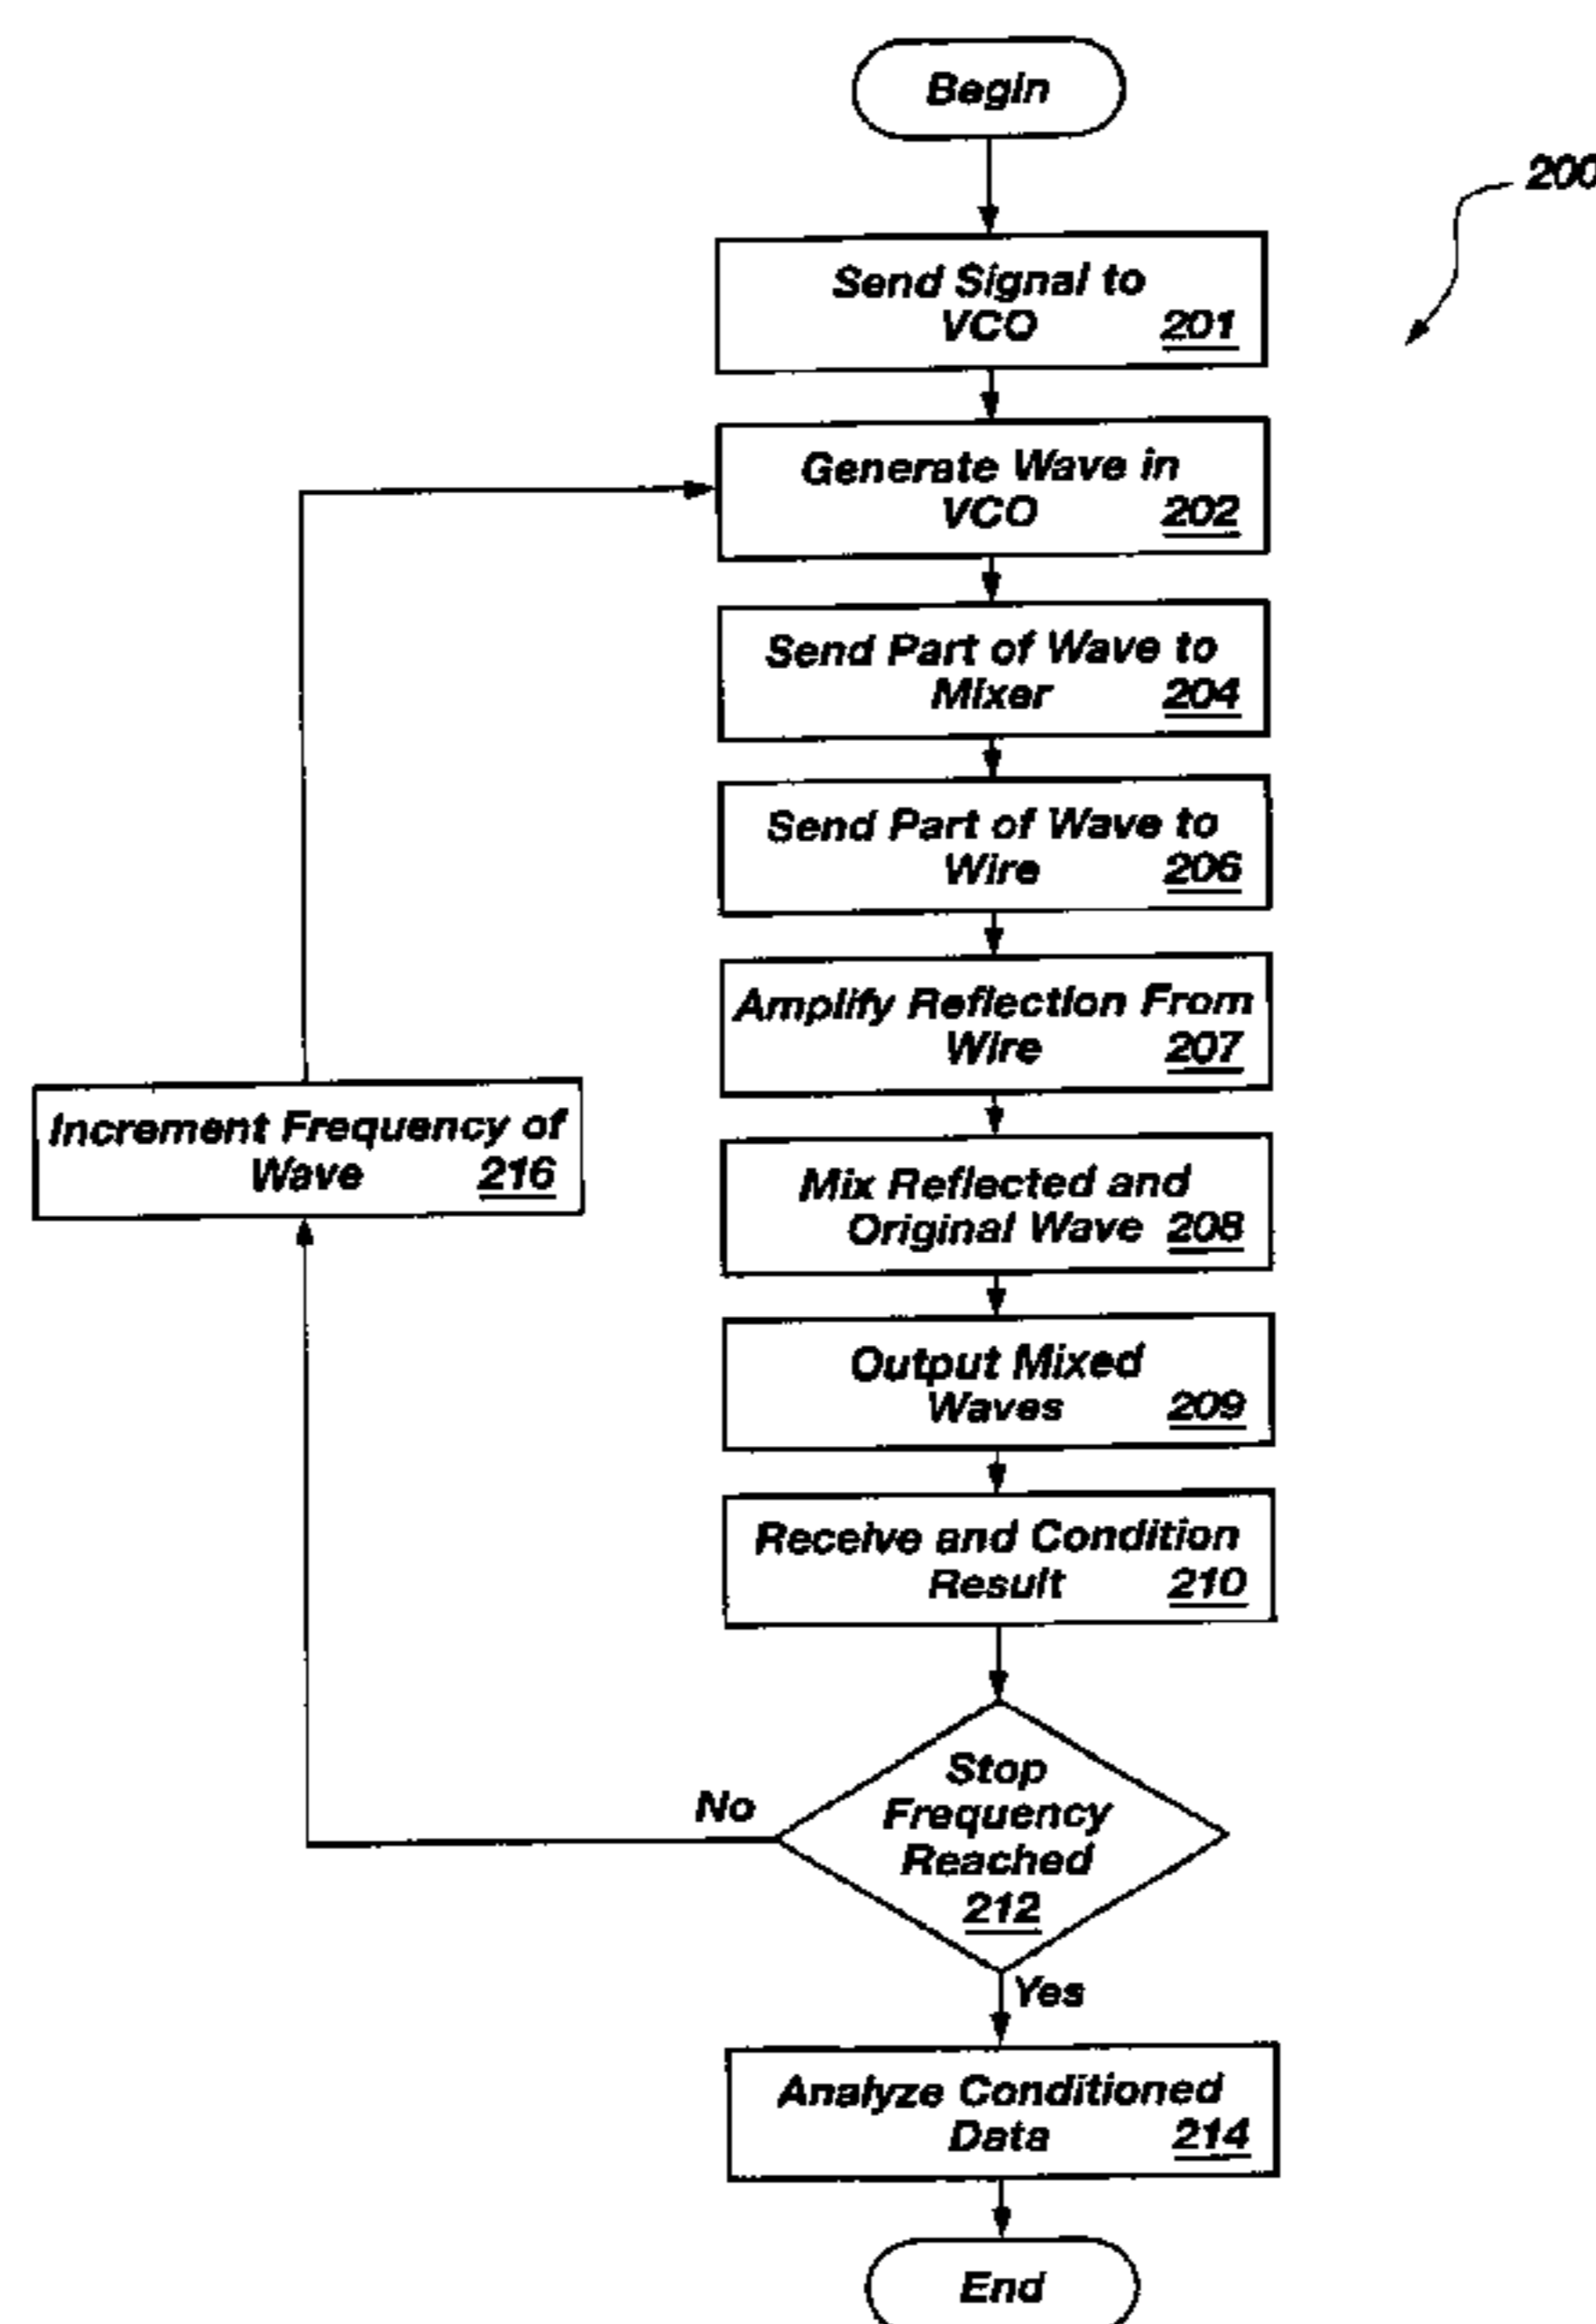 Begin
200
Send Signal to
VCO 201
Generate Wave in
VCO 202
Send Part of Wave to
Mixer 204
Send Part of Wave to
Wire 206
Amplify Reflection From
Wire 207
Increment Frequency of
Wave 216
Mix Reflected and
Original Wave 208
Output Mixed
Waves 209
Receive and Condition
Result 210
Stop
Frequency
Reached
212
No
Yes
Analyze Conditioned
Data 214
End